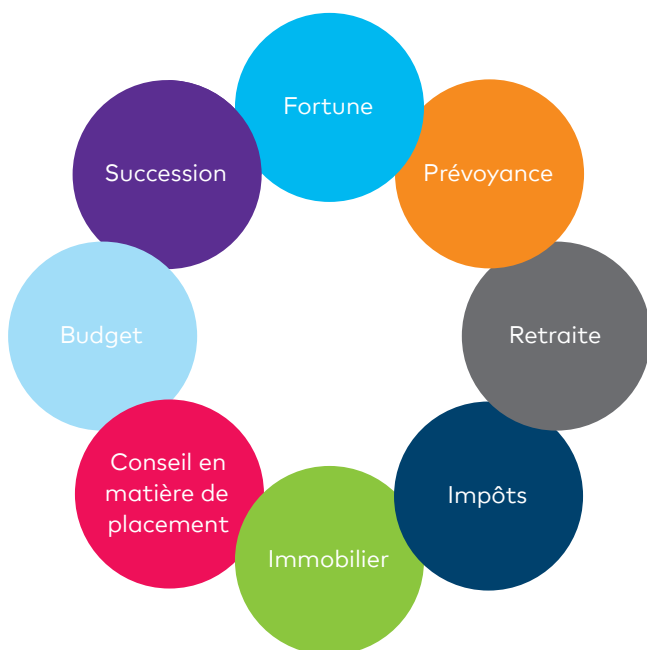 Fortune
Succession
Prévoyance
Budget
Retraite
Conseil en
matière de
placement
Impôts
Immobilier